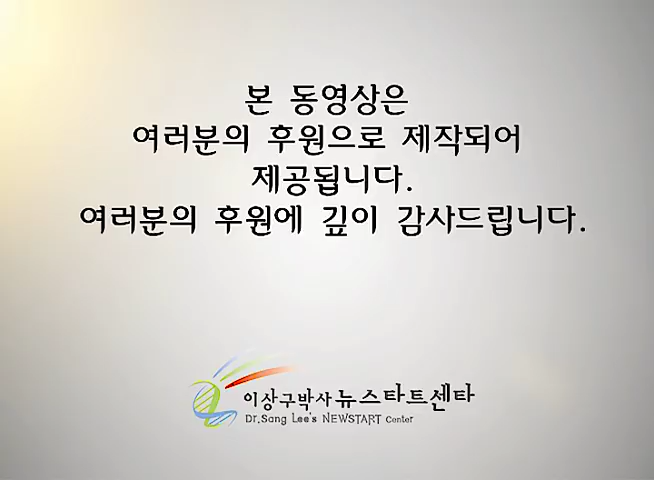 본 동영상은
여러분의 후원으로 제작되어
제공됩니다.
여러분의 후원에 깊이 감사드립니다.
이상구박사 뉴스타트센타
Dr.Sang Lee's NEWSTART Center